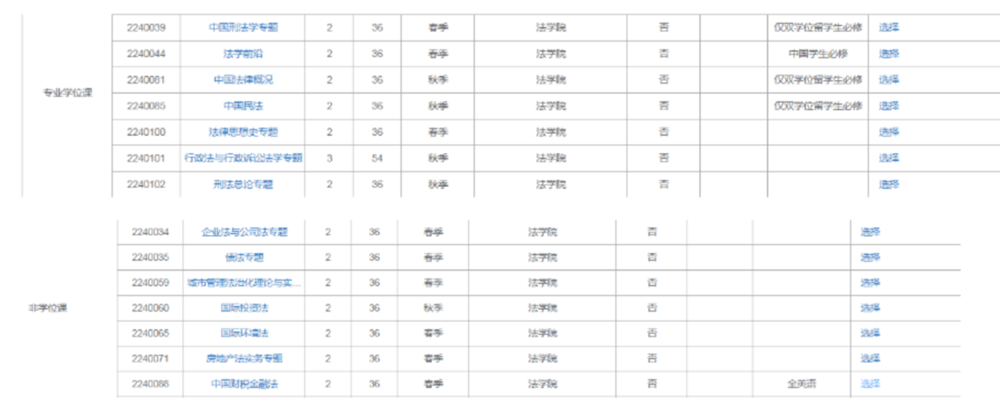 2240039 中国刑法学专题 2 36 春季 法学院 否 仅双学位留学生必修 选择
2240044 法学前沿 2 36 春季 法学院 否 中国学生必修 选择
2240081 中国法律概况 2 36 秋季 法学院 否 仅双学位留学生必修 选择
专业学位课
2240085 中国民法 2 36 秋季 法学院 否 仅双学位留学生必修 选择
2240100 法律思想史专题 2 36 春季 法学院 否 选择
2240101 行政法与行政诉讼法学专题 3 54 秋季 法学院 否 选择
2240102 刑法总论专题 2 36 秋季 法学院 否 选择
2240034 企业法与公司法专题 2 36 春季 法学院 否 选择
2240035 债法专题 2 36 春季 法学院 否 选择
2240059 城市管理法治化理论与实... 2 36 春季 法学院 否 选择
非学位课 2240060 国际投资法 2 36 秋季 法学院 否 选择
2240065 国际环境法 2 36 春季 法学院 否 选择
2240071 房地产法实务专题 2 36 春季 法学院 否 选择
2240088 中国财税金融法 2 36 春季 法学院 否 全英语 选择